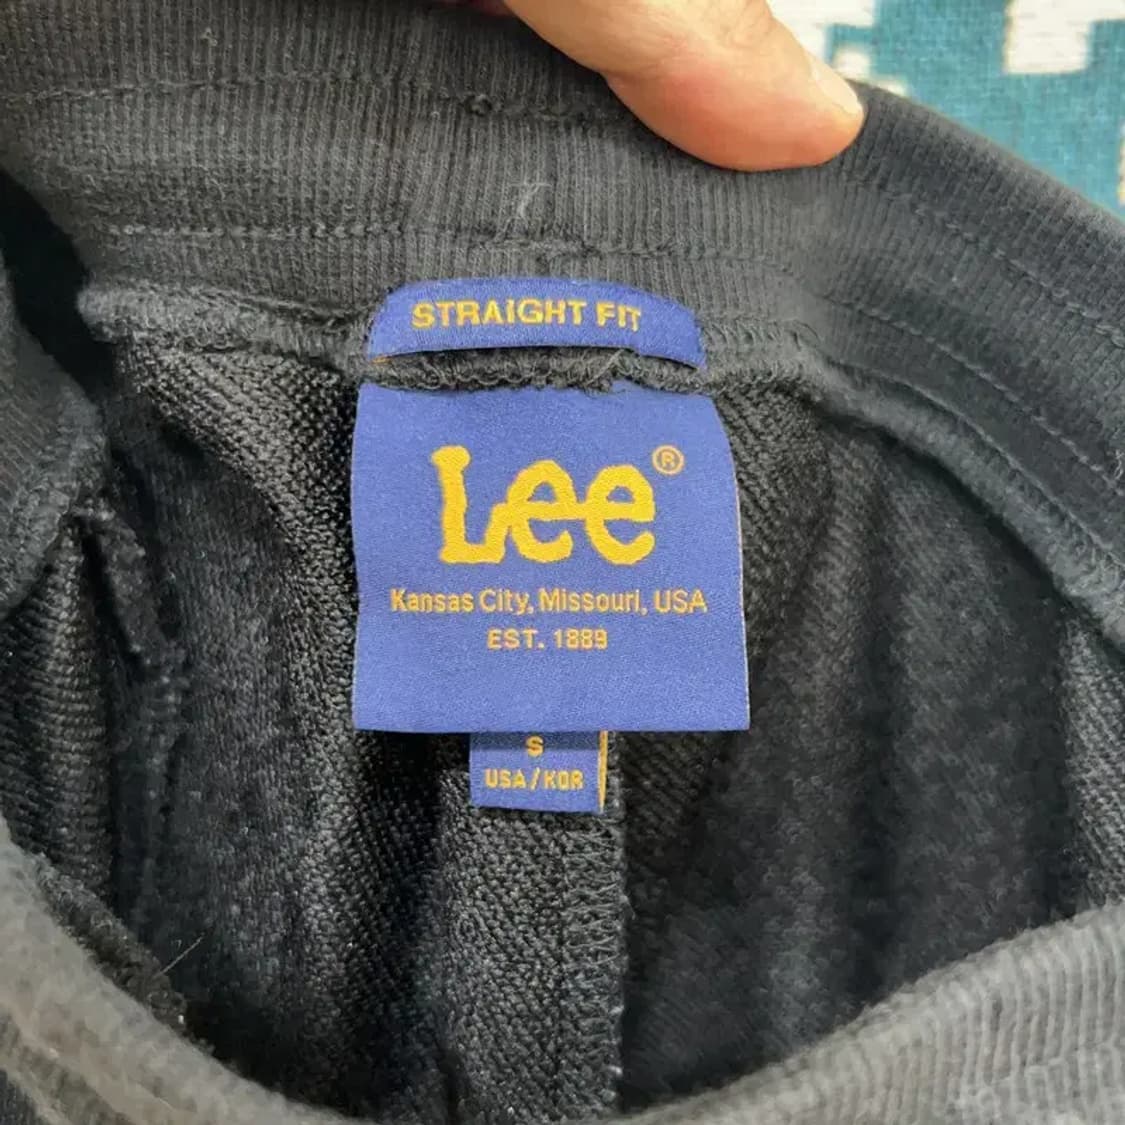 STRAIGHT FIT
Lee®
Kansas City, Missouri, USA
EST. 1889
S
USA/KOR